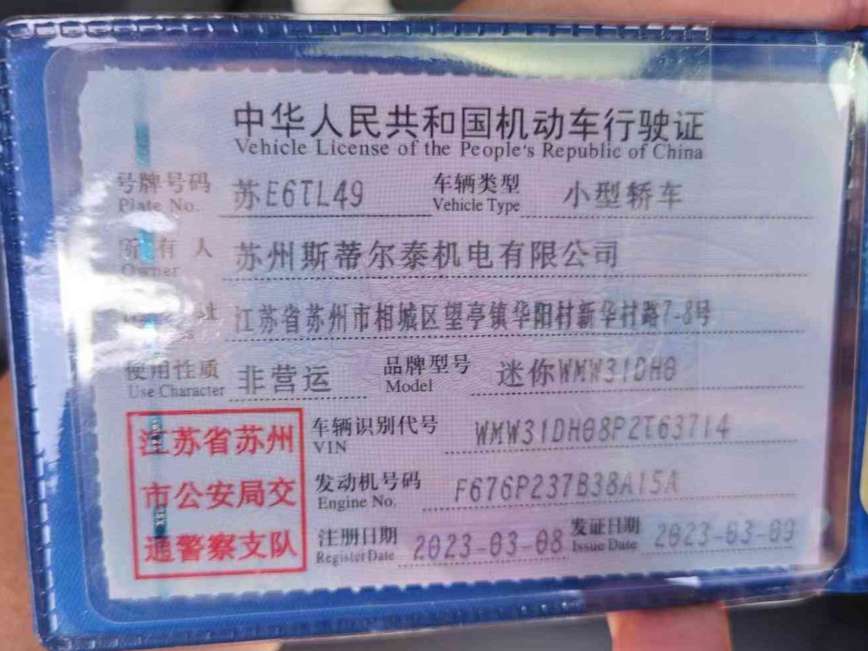 中华人民共和国机动车行驶证
Vehicle License of the People's Republic of China
号牌号码 苏E6TL49 车辆类型 小型轿车
Plate No. Vehicle Type
所有人 苏州斯蒂尔泰机电有限公司
Owner
址 江苏省苏州市相城区望亭镇华阳村新华村路7-8号
使用性质 非营运 品牌型号 迷你WMW31DH0
Use Character Model
江苏省苏州
市公安局交
通警察支队
车辆识别代号 WMW31DH08P2T63714
VIN
发动机号码 F676P237B38A15A
Engine No.
注册日期 2023-03-08 发证日期 2023-03-09
Register Date Issue Date